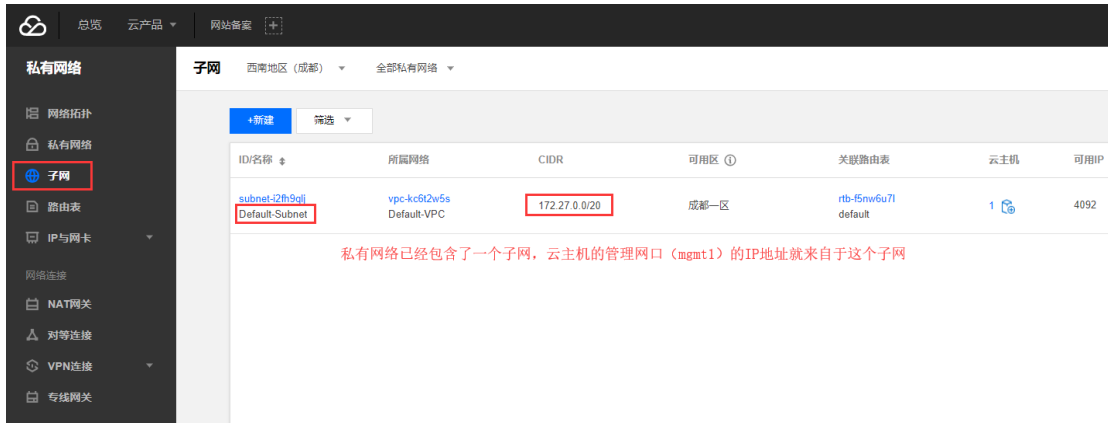 总览 云产品 网站备案
私有网络
子网 西南地区（成都） 全部私有网络
网络拓扑
私有网络
子网
路由表
IP与网卡
网络连接
NAT网关
对等连接
VPN连接
专线网关
+新建 筛选
ID/名称 所属网络 CIDR 可用区 关联路由表 云主机 可用IP
subnet-i2fh9qlj vpc-kc6t2w5s 172.27.0.0/20 成都一区 rtb-f5nw6u7l 1 4092
Default-Subnet Default-VPC default
私有网络已经包含了一个子网，云主机的管理网口（mgmt1）的IP地址就来自于这个子网